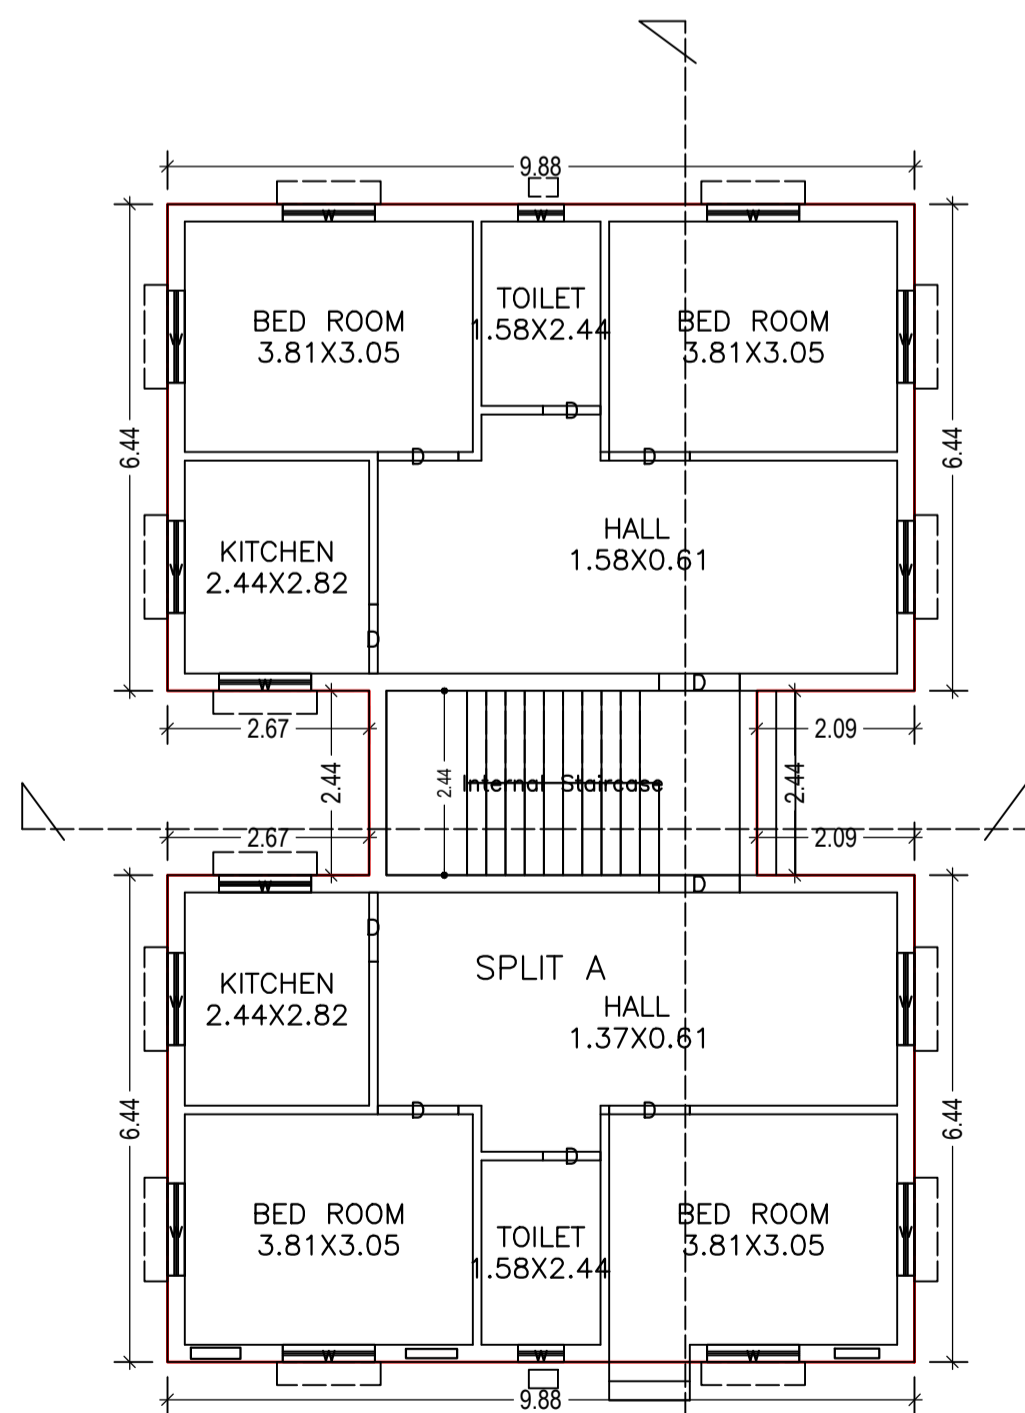 9.88
W
W
W
BED ROOM
3.81X3.05
TOILET
1.58X2.44
BED ROOM
3.81X3.05
W
W
D
6.44
6.44
D
D
HALL
1.58X0.61
KITCHEN
2.44X2.82
W
W
D
W
D
2.67
2.09
2.44
2.44
2.44
Internal Staircase
2.67
2.09
W
D
D
SPLIT A
KITCHEN
2.44X2.82
HALL
1.37X0.61
W
W
D
D
6.44
6.44
D
BED ROOM
3.81X3.05
TOILET
1.58X2.44
BED ROOM
3.81X3.05
W
W
W
W
W
9.88